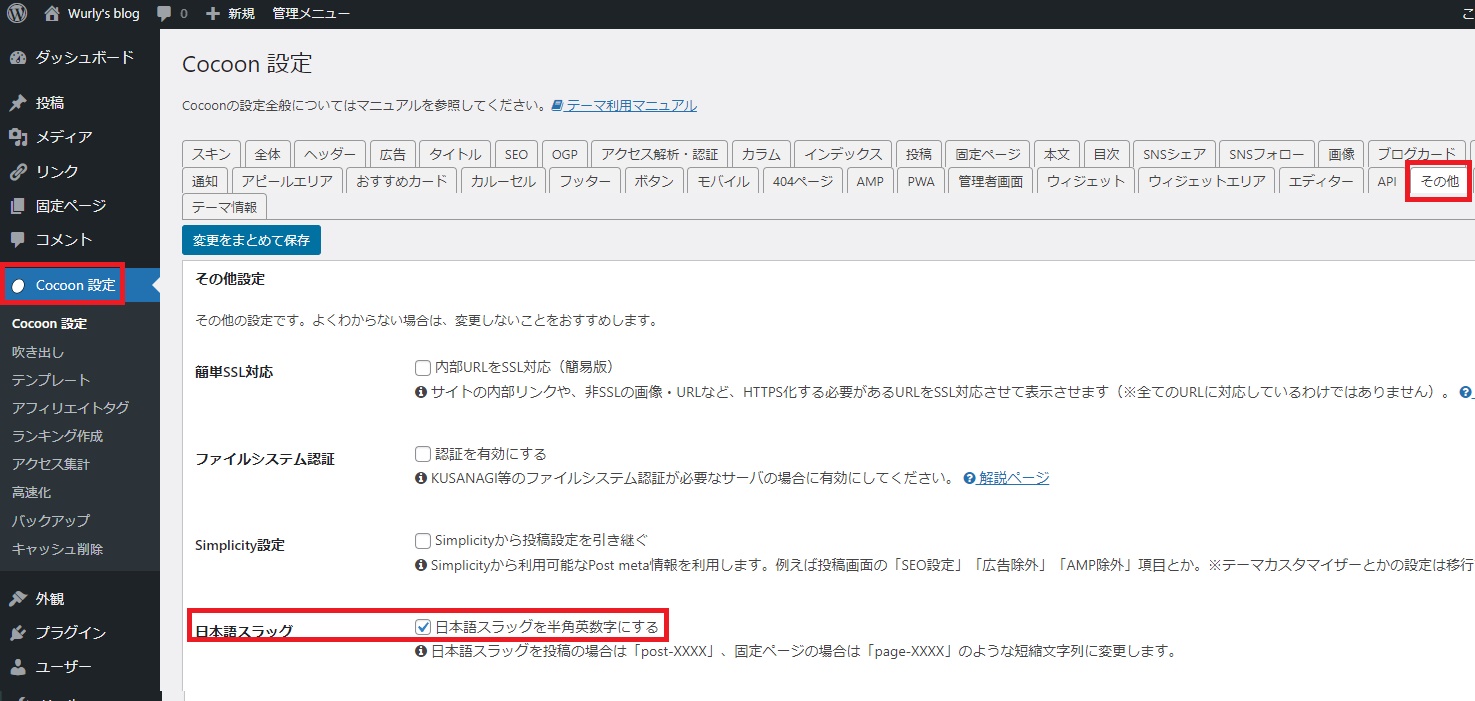 Wurly's blog 0 新規 管理メニュー
ダッシュボード
投稿
メディア
リンク
固定ページ
コメント
Cocoon 設定
Cocoon 設定
吹き出し
テンプレート
アフィリエイトタグ
ランキング作成
アクセス集計
高速化
バックアップ
キャッシュ削除
外観
プラグイン
ユーザー
Cocoon 設定
Cocoonの設定全般についてはマニュアルを参照してください。 テーマ利用マニュアル
スキン 全体 ヘッダー 広告 タイトル SEO OGP アクセス解析・認証 カラム インデックス 投稿 固定ページ 本文 目次 SNSシェア SNSフォロー 画像 ブログカード
通知 アピールエリア おすすめカード カルーセル フッター ボタン モバイル 404ページ AMP PWA 管理者画面 ウィジェット ウィジェットエリア エディター API その他
テーマ情報
変更をまとめて保存
その他設定
その他の設定です。よくわからない場合は、変更しないことをおすすめします。
簡単SSL対応 内部URLをSSL対応（簡易版）
サイトの内部リンクや、非SSLの画像・URLなど、HTTPS化する必要があるURLをSSL対応させて表示させます（※全てのURLに対応しているわけではありません）。
ファイルシステム認証 認証を有効にする
KUSANAGI等のファイルシステム認証が必要なサーバの場合に有効にしてください。 解説ページ
Simplicity設定 Simplicityから投稿設定を引き継ぐ
Simplicityから利用可能なPost meta情報を利用します。例えば投稿画面の「SEO設定」「広告除外」「AMP除外」項目とか。※テーマカスタマイザーとかの設定は移行
日本語スラッグ 日本語スラッグを半角英数字にする
日本語スラッグを投稿の場合は「post-XXXX」、固定ページの場合は「page-XXXX」のような短縮文字列に変更します。